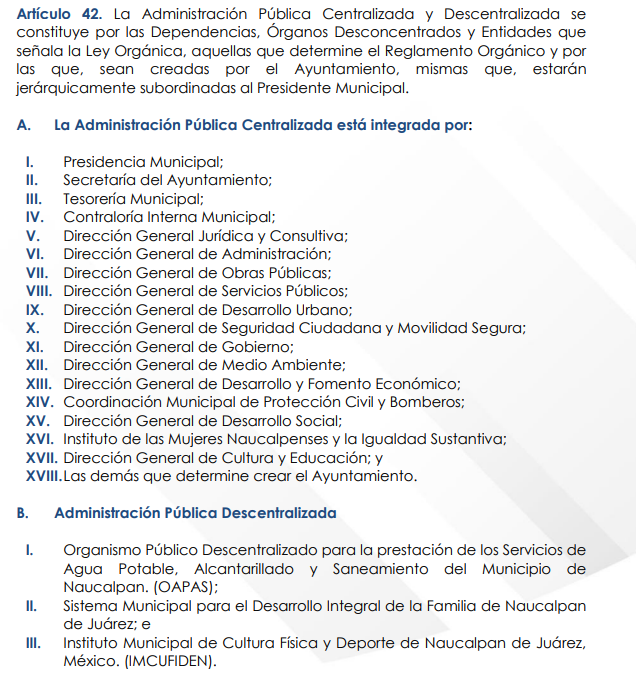 Artículo 42. La Administración Pública Centralizada y Descentralizada se
constituye por las Dependencias, Órganos Desconcentrados y Entidades que
señala la Ley Orgánica, aquellas que determine el Reglamento Orgánico y por
las que, sean creadas por el Ayuntamiento, mismas que, estarán
jerárquicamente subordinadas al Presidente Municipal.
A. La Administración Pública Centralizada está integrada por:
I. Presidencia Municipal;
II. Secretaría del Ayuntamiento;
III. Tesorería Municipal;
IV. Contraloría Interna Municipal;
V. Dirección General Jurídica y Consultiva;
VI. Dirección General de Administración;
VII. Dirección General de Obras Públicas;
VIII. Dirección General de Servicios Públicos;
IX. Dirección General de Desarrollo Urbano;
X. Dirección General de Seguridad Ciudadana y Movilidad Segura;
XI. Dirección General de Gobierno;
XII. Dirección General de Medio Ambiente;
XIII. Dirección General de Desarrollo y Fomento Económico;
XIV. Coordinación Municipal de Protección Civil y Bomberos;
XV. Dirección General de Desarrollo Social;
XVI. Instituto de las Mujeres Naucalpenses y la Igualdad Sustantiva;
XVII. Dirección General de Cultura y Educación; y
XVIII. Las demás que determine crear el Ayuntamiento.
B. Administración Pública Descentralizada
I. Organismo Público Descentralizado para la prestación de los Servicios de
Agua Potable, Alcantarillado y Saneamiento del Municipio de
Naucalpan. (OAPAS);
II. Sistema Municipal para el Desarrollo Integral de la Familia de Naucalpan
de Juárez; e
III. Instituto Municipal de Cultura Física y Deporte de Naucalpan de Juárez,
México. (IMCUFIDEN).